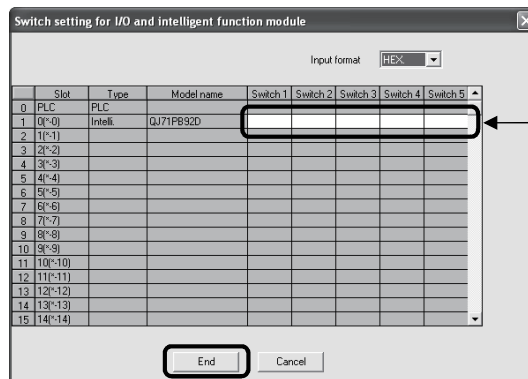 Switch setting for I/O and intelligent function module
Input format HEX.
Slot Type Model name Switch 1 Switch 2 Switch 3 Switch 4 Switch 5
0 PLC PLC
1 0(*-0) Intelli. QJ71PB92D
2 1(*-1)
3 2(*-2)
4 3(*-3)
5 4(*-4)
6 5(*-5)
7 6(*-6)
8 7(*-7)
9 8(*-8)
10 9(*-9)
11 10(*-10)
12 11(*-11)
13 12(*-12)
14 13(*-13)
15 14(*-14)
End Cancel